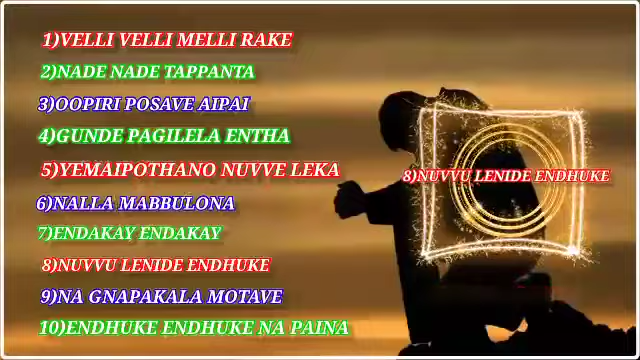 1)VELLI VELLI MELLI RAKE
2)NADE NADE TAPPANTA
3)OOPIRI POSAVE AIPAI
4)GUNDE PAGILELA ENTHA
5)YEMAIPOTHANO NUVVE LEKA
8)NUVVU LENIDE ENDHUKE
6)NALLA MABBULONA
7)ENDAKAY ENDAKAY
8)NUVVU LENIDE ENDHUKE
9)NA GNAPAKALA MOTAVE
10)ENDHUKE ENDHUKE NA PAINA